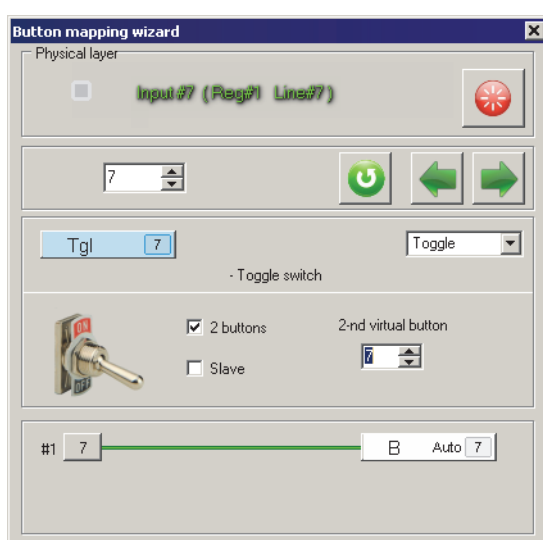 Button mapping wizard
Physical layer
Input #7 (Reg#1 Line#7)
7
Tgl 7
Toggle
- Toggle switch
ON
OFF
2 buttons
2-nd virtual button
7
Slave
#1 7
B Auto 7